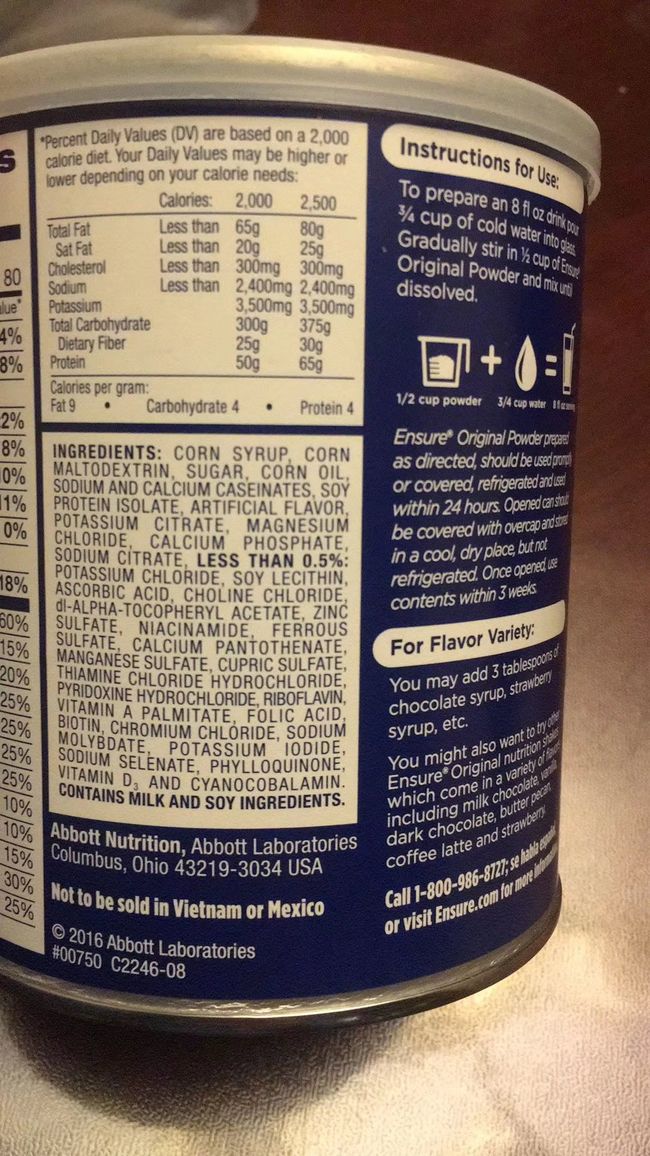 S
80
alue*
4%
8%
2%
8%
0%
1%
0%
18%
60%
15%
20%
25%
25%
25%
25%
10%
10%
15%
30%
25%
*Percent Daily Values (DV) are based on a 2,000
calorie diet. Your Daily Values may be higher or
lower depending on your calorie needs:
Calories: 2,000 2,500
Total Fat Less than 65g 80g
Sat Fat Less than 20g 25g
Cholesterol Less than 300mg 300mg
Sodium Less than 2,400mg 2,400mg
Potassium 3,500mg 3,500mg
Total Carbohydrate 300g 375g
Dietary Fiber 25g 30g
Protein 50g 65g
Calories per gram:
Fat 9 • Carbohydrate 4 • Protein 4
INGREDIENTS: CORN SYRUP, CORN
MALTODEXTRIN, SUGAR, CORN OIL,
SODIUM AND CALCIUM CASEINATES, SOY
PROTEIN ISOLATE, ARTIFICIAL FLAVOR,
POTASSIUM CITRATE, MAGNESIUM
CHLORIDE, CALCIUM PHOSPHATE,
SODIUM CITRATE, LESS THAN 0.5%:
POTASSIUM CHLORIDE, SOY LECITHIN,
ASCORBIC ACID, CHOLINE CHLORIDE,
dl-ALPHA-TOCOPHERYL ACETATE, ZINC
SULFATE, NIACINAMIDE, FERROUS
SULFATE, CALCIUM PANTOTHENATE,
MANGANESE SULFATE, CUPRIC SULFATE,
THIAMINE CHLORIDE HYDROCHLORIDE,
PYRIDOXINE HYDROCHLORIDE, RIBOFLAVIN,
VITAMIN A PALMITATE, FOLIC ACID,
BIOTIN, CHROMIUM CHLORIDE, SODIUM
MOLYBDATE, POTASSIUM IODIDE,
SODIUM SELENATE, PHYLLOQUINONE,
VITAMIN D3 AND CYANOCOBALAMIN.
CONTAINS MILK AND SOY INGREDIENTS.
Abbott Nutrition, Abbott Laboratories
Columbus, Ohio 43219-3034 USA
Not to be sold in Vietnam or Mexico
© 2016 Abbott Laboratories
#00750 C2246-08
Instructions for Use:
To prepare an 8 fl oz drink pour
¾ cup of cold water into glass.
Gradually stir in ½ cup of Ensure®
Original Powder and mix until
dissolved.
+ =
1/2 cup powder 3/4 cup water 8 fl oz
Ensure® Original Powder prepared
as directed, should be used promptly
or covered, refrigerated and used
within 24 hours. Opened can should
be covered with overcap and stored
in a cool, dry place, but not
refrigerated. Once opened, use
contents within 3 weeks.
For Flavor Variety:
You may add 3 tablespoons of
chocolate syrup, strawberry
syrup, etc.
You might also want to try other
Ensure® Original nutrition shakes
which come in a variety of flavors
including milk chocolate, vanilla,
dark chocolate, butter pecan,
coffee latte and strawberry.
Call 1-800-986-8727; se habla español,
or visit Ensure.com for more